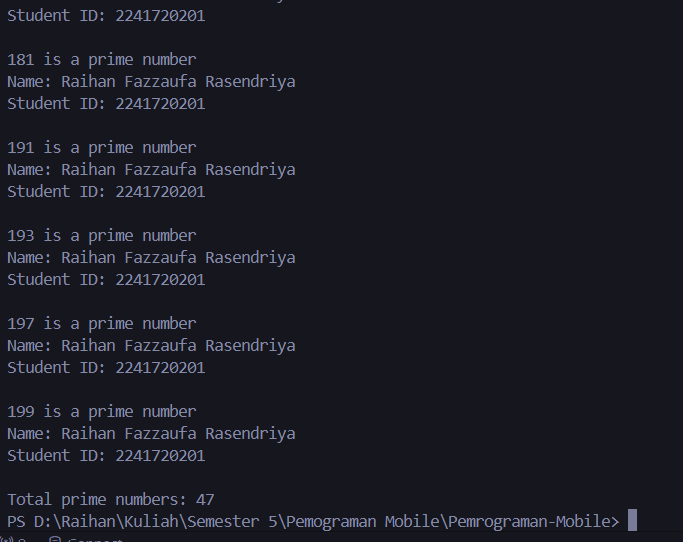 Student ID: 2241720201
181 is a prime number
Name: Raihan Fazzaufa Rasendriya
Student ID: 2241720201
191 is a prime number
Name: Raihan Fazzaufa Rasendriya
Student ID: 2241720201
193 is a prime number
Name: Raihan Fazzaufa Rasendriya
Student ID: 2241720201
197 is a prime number
Name: Raihan Fazzaufa Rasendriya
Student ID: 2241720201
199 is a prime number
Name: Raihan Fazzaufa Rasendriya
Student ID: 2241720201
Total prime numbers: 47
PS D:\Raihan\Kuliah\Semester 5\Pemograman Mobile\Pemrograman-Mobile>